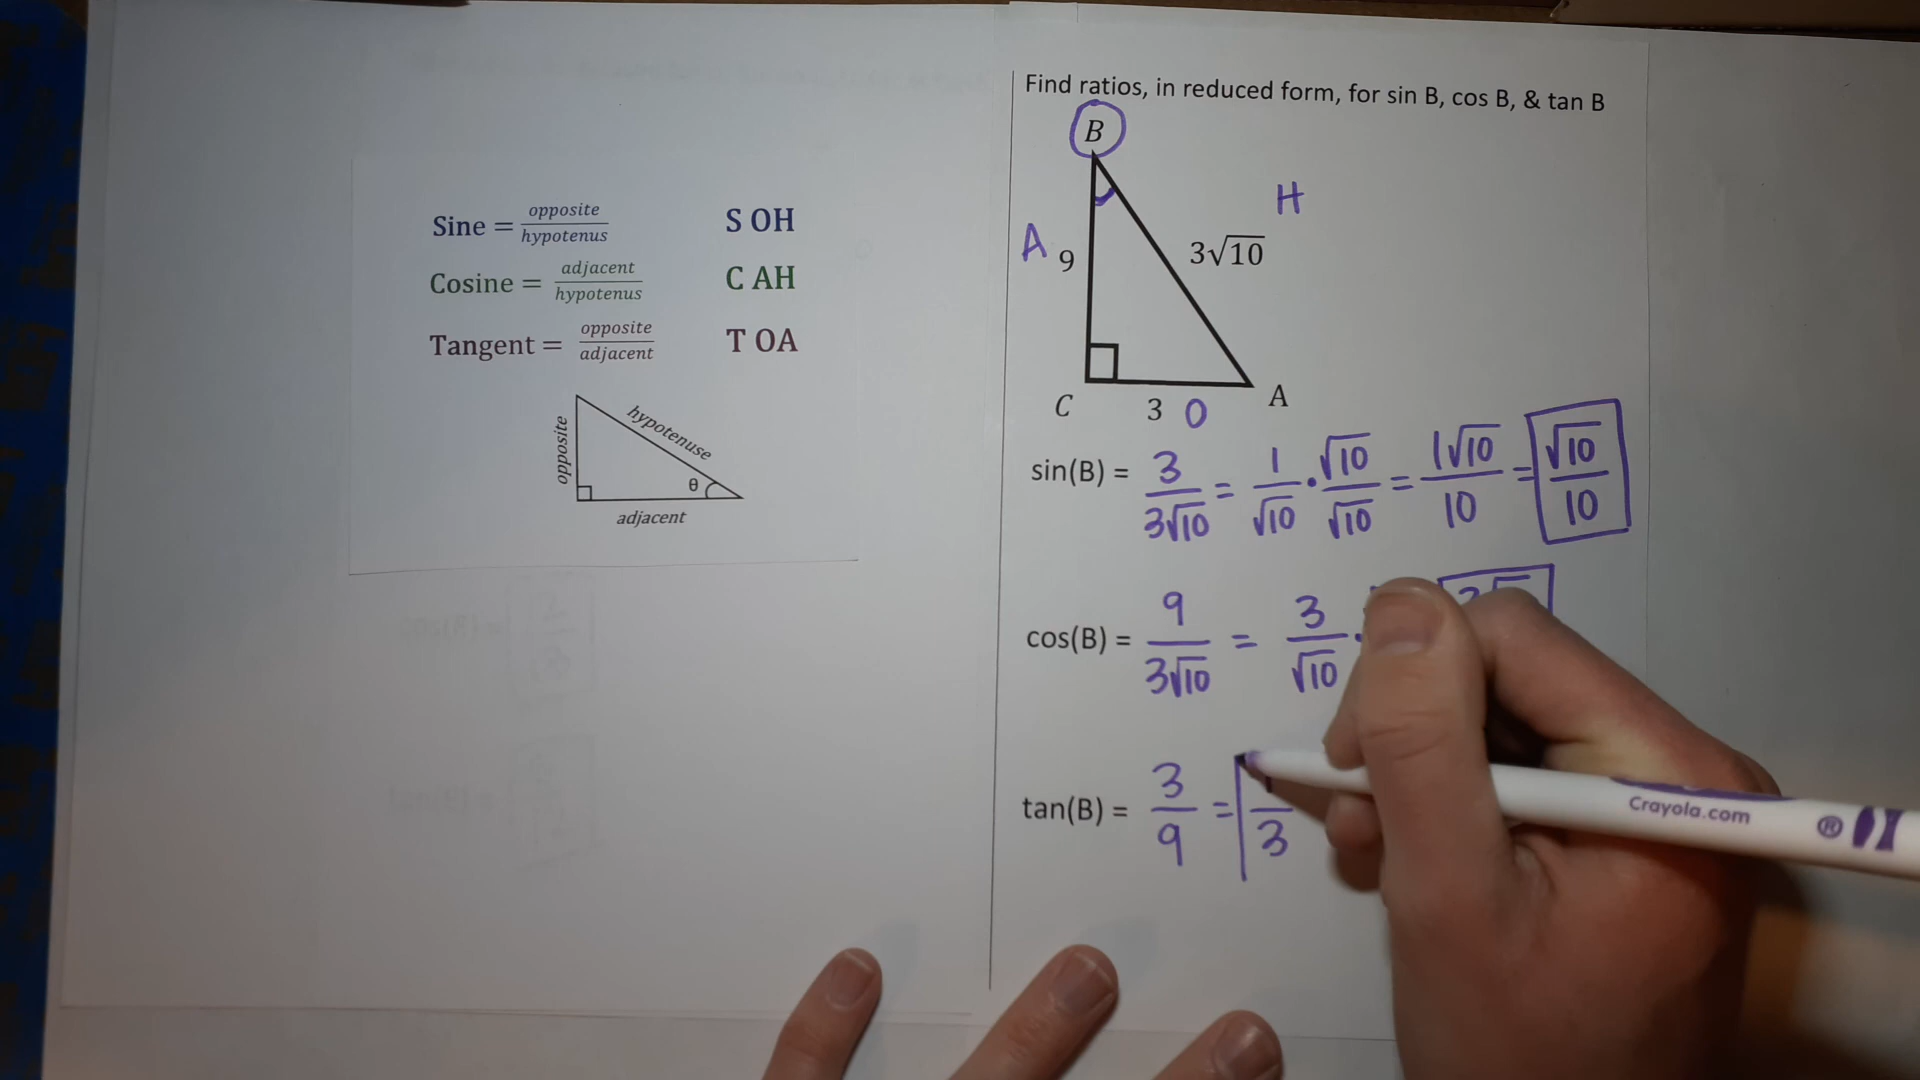 Sine = opposite/hypotenus S OH
Cosine = adjacent/hypotenus C AH
Tangent = opposite/adjacent T OA
opposite
hypotenuse
θ
adjacent
Find ratios, in reduced form, for sin B, cos B, & tan B
B
H
A 9
3√10
C 3 O A
sin(B) = 3/3√10 = 1/√10 · √10/√10 = 1√10/10 = √10/10
cos(B) = 9/3√10 = 3/√10 ·
tan(B) = 3/9 = 1/3
Crayola.com ®